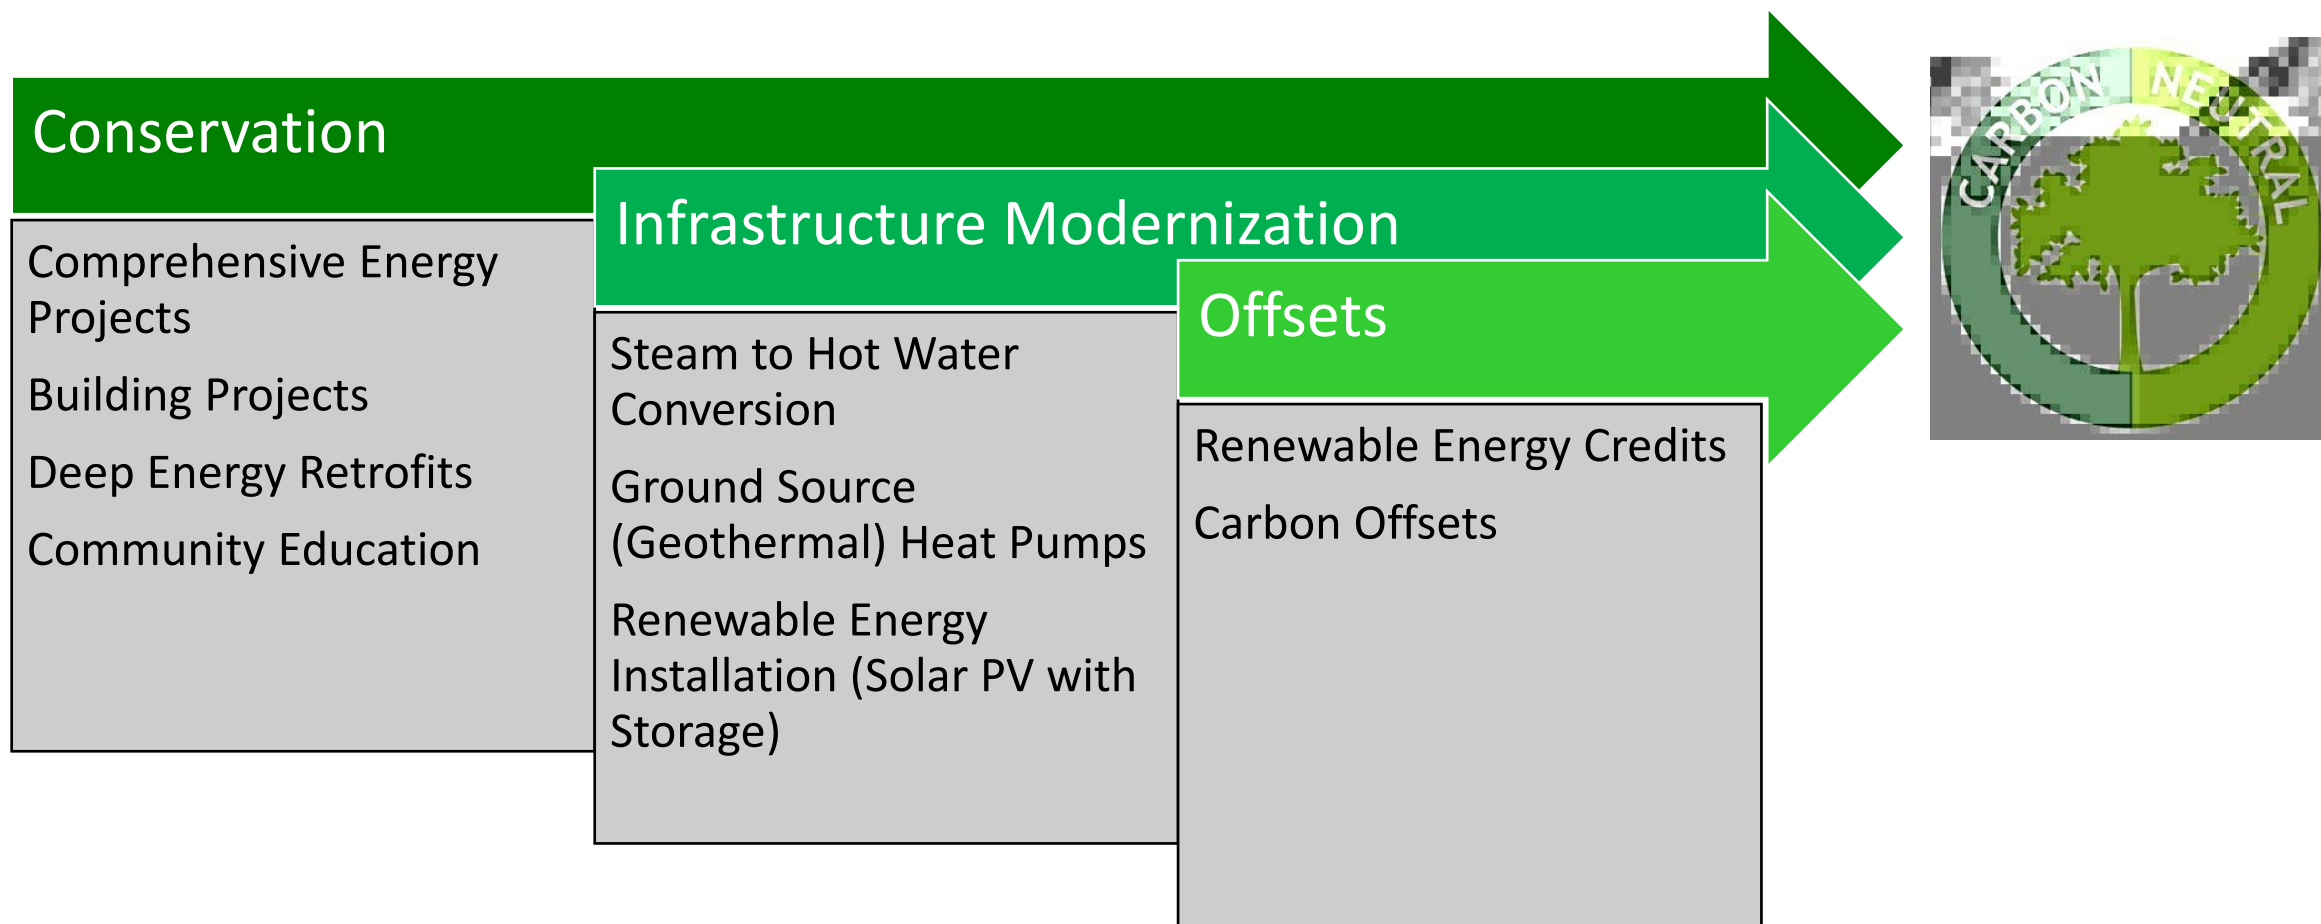 Conservation
Comprehensive Energy
Projects
Building Projects
Deep Energy Retrofits
Community Education
Infrastructure Modernization
Steam to Hot Water
Conversion
Ground Source
(Geothermal) Heat Pumps
Renewable Energy
Installation (Solar PV with
Storage)
Offsets
Renewable Energy Credits
Carbon Offsets
CARBON NEUTRAL